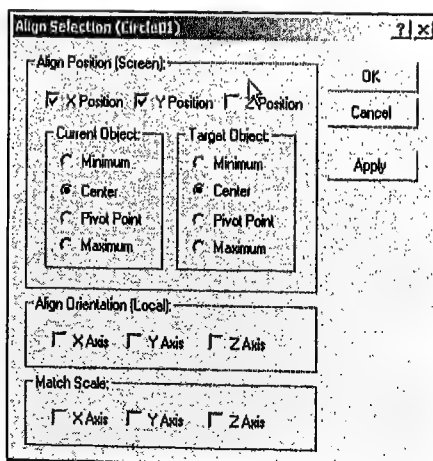 Align Selection (Circle01) ? X
Align Position (Screen):
X Position Y Position Z Position
OK
Cancel
Apply
Current Object: Target Object:
Minimum Minimum
Center Center
Pivot Point Pivot Point
Maximum Maximum
Align Orientation (Local):
X Axis Y Axis Z Axis
Match Scale:
X Axis Y Axis Z Axis